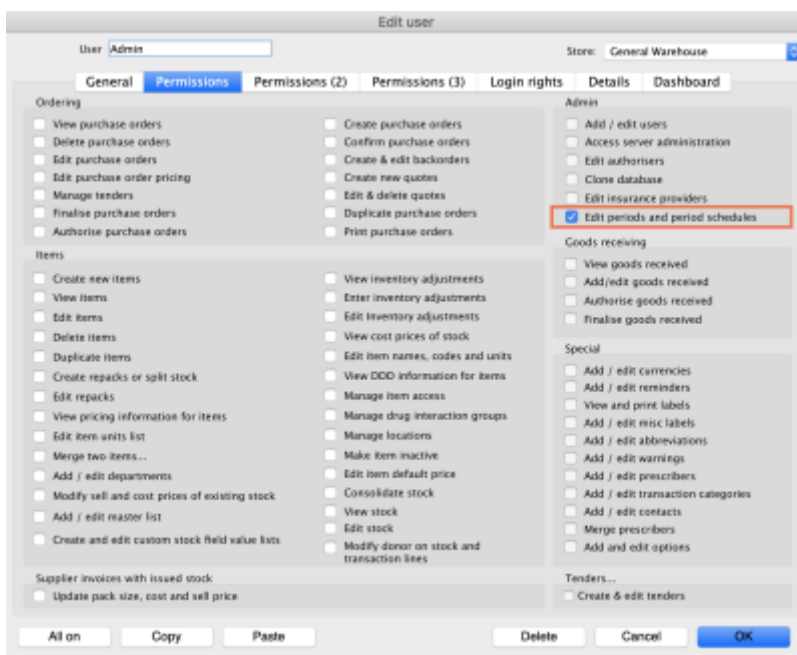 Edit user
User Admin
Store: General Warehouse
General Permissions Permissions (2) Permissions (3) Login rights Details Dashboard
Ordering
View purchase orders
Delete purchase orders
Edit purchase orders
Edit purchase order pricing
Manage tenders
Finalise purchase orders
Authorise purchase orders
Create purchase orders
Confirm purchase orders
Create & edit backorders
Create new quotes
Edit & delete quotes
Duplicate purchase orders
Print purchase orders
Items
Create new items
View items
Edit items
Delete items
Duplicate items
Create repacks or split stock
Edit repacks
View pricing information for items
Edit item units list
Merge two items...
Add / edit departments
Modify sell and cost prices of existing stock
Add / edit master list
Create and edit custom stock field value lists
View inventory adjustments
Enter inventory adjustments
Edit inventory adjustments
View cost prices of stock
Edit item names, codes and units
View DDD information for items
Manage item access
Manage drug interaction groups
Manage locations
Make item inactive
Edit item default price
Consolidate stock
View stock
Edit stock
Modify donor on stock and
transaction lines
Supplier invoices with issued stock
Update pack size, cost and sell price
Admin
Add / edit users
Access server administration
Edit authorisers
Clone database
Edit insurance providers
Edit periods and period schedules
Goods receiving
View goods received
Add/edit goods received
Authorise goods received
Finalise goods received
Special
Add / edit currencies
Add / edit reminders
View and print labels
Add / edit misc labels
Add / edit abbreviations
Add / edit warnings
Add / edit prescribers
Add / edit transaction categories
Add / edit contacts
Merge prescribers
Add and edit options
Tenders...
Create & edit tenders
All on Copy Paste Delete Cancel OK